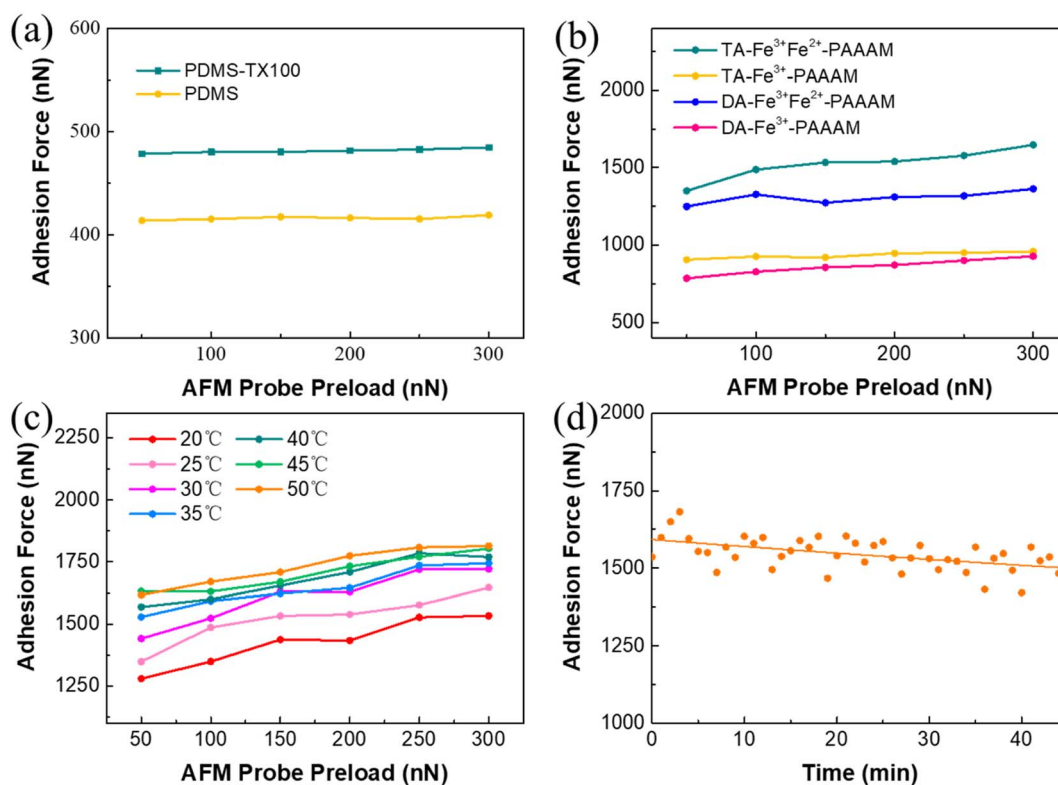 (a)
600
500
400
300
Adhesion Force (nN)
PDMS-TX100
PDMS
100
200
300
AFM Probe Preload (nN)
(b)
2000
1500
1000
500
Adhesion Force (nN)
TA-Fe³⁺Fe²⁺-PAAAM
TA-Fe³⁺-PAAAM
DA-Fe³⁺Fe²⁺-PAAAM
DA-Fe³⁺-PAAAM
100
200
300
AFM Probe Preload (nN)
(c)
2250
2000
1750
1500
1250
Adhesion Force (nN)
20℃
25℃
30℃
35℃
40℃
45℃
50℃
50
100
150
200
250
300
AFM Probe Preload (nN)
(d)
2000
1750
1500
1250
1000
Adhesion Force (nN)
0
10
20
30
40
Time (min)